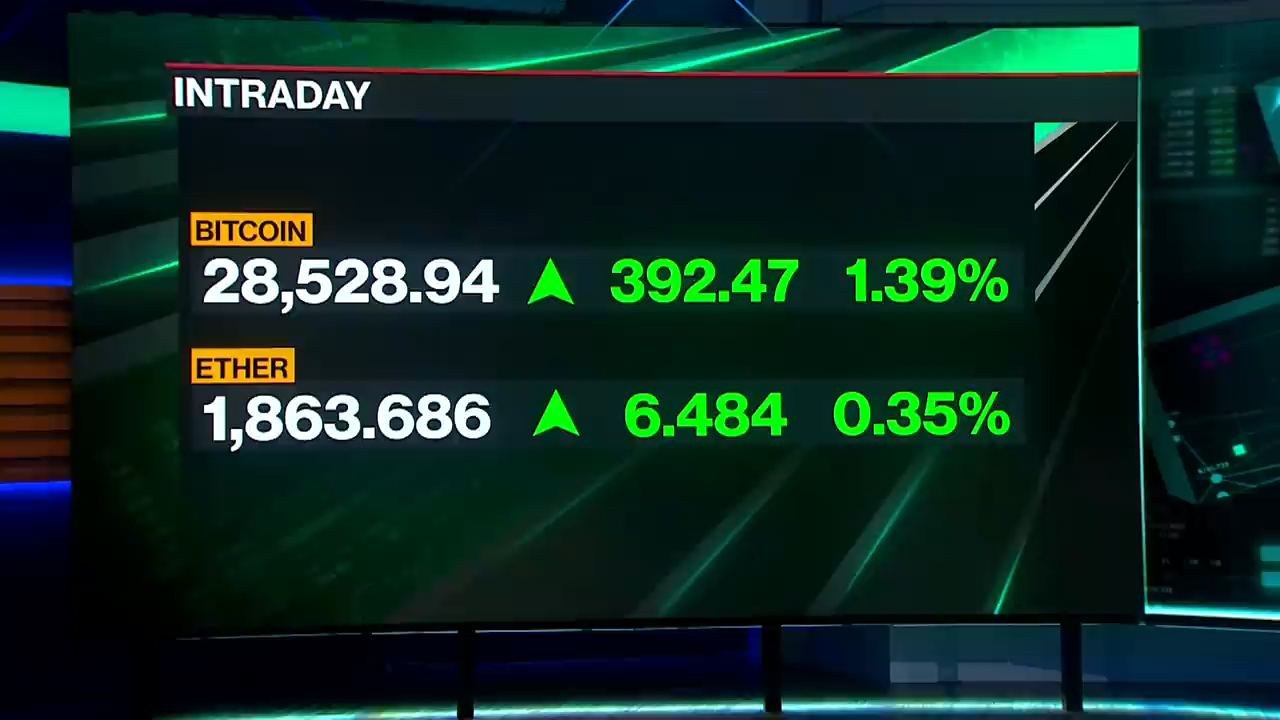 INTRADAY
BITCOIN
28,528.94 ▲ 392.47 1.39%
ETHER
1,863.686 ▲ 6.484 0.35%